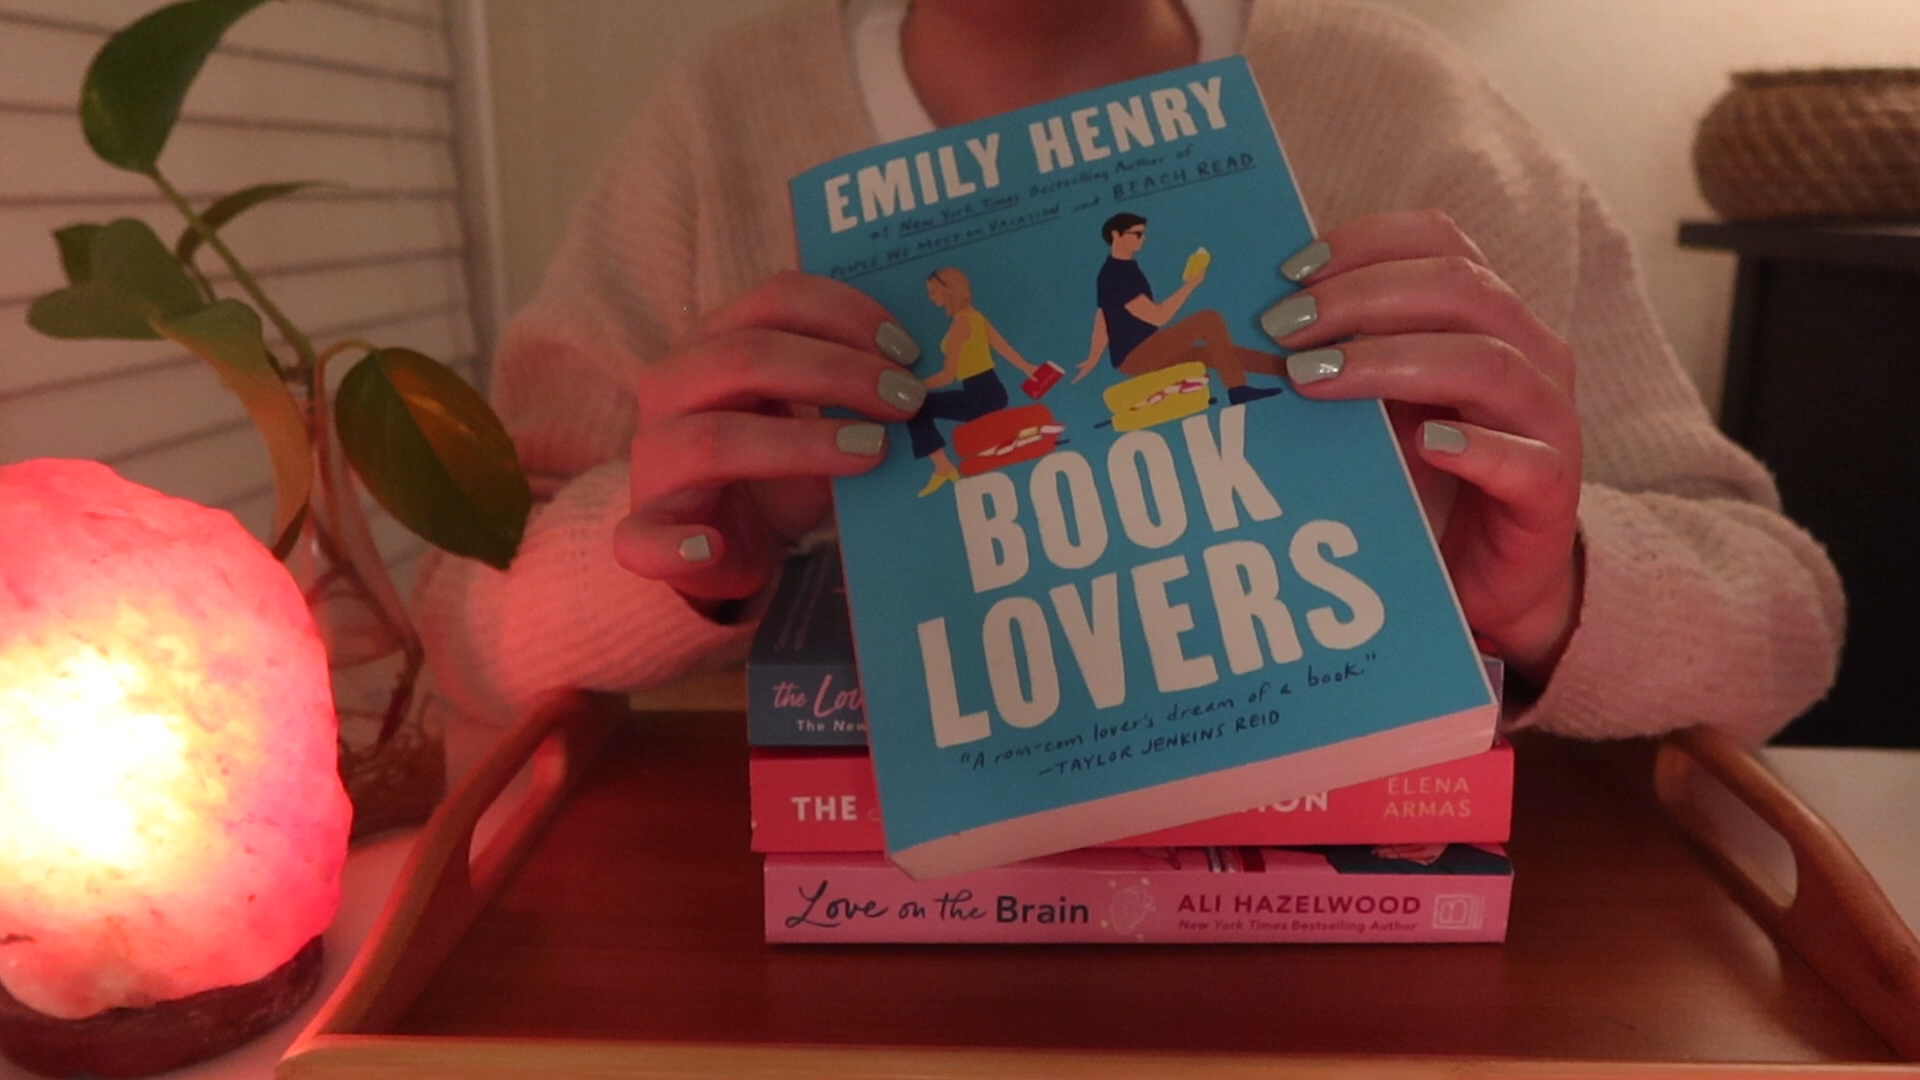 EMILY HENRY
#1 New York Times Bestselling Author of
PEOPLE WE MEET ON VACATION and BEACH READ
BOOK
LOVERS
"A rom-com lover's dream of a book."
—TAYLOR JENKINS REID
the Lov
The New
THE
ION
ELENA
ARMAS
Love on the Brain
ALI HAZELWOOD
New York Times Bestselling Author